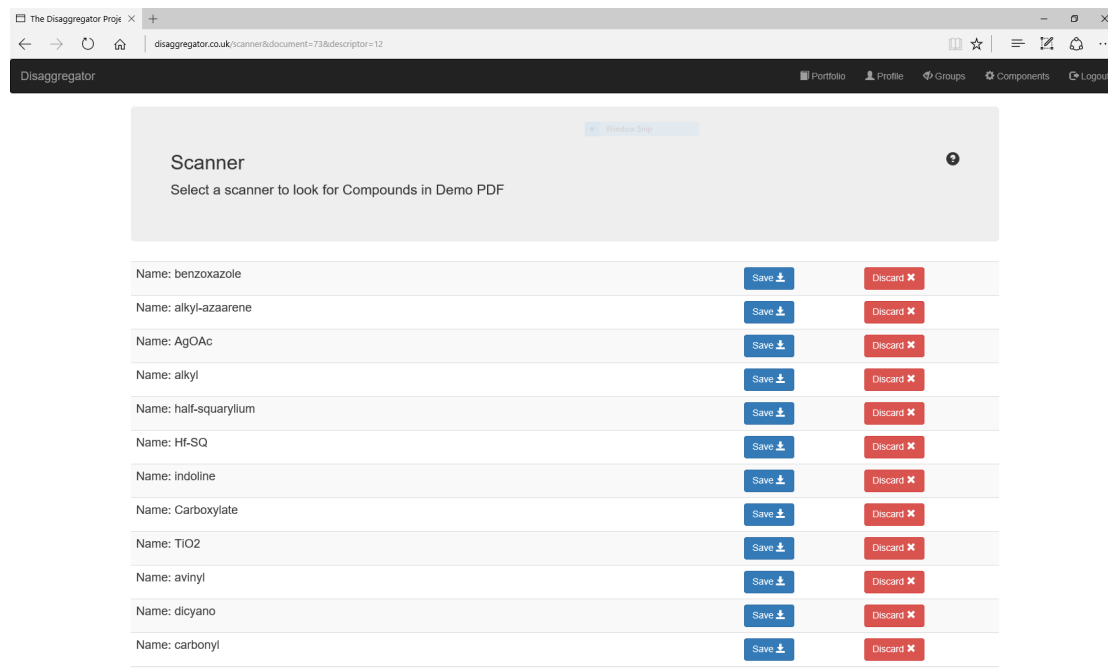 The Disaggregator Proje
disaggregator.co.uk/scanner&document=73&descriptor=12
Disaggregator Portfolio Profile Groups Components Logout
Window Snip
Scanner
Select a scanner to look for Compounds in Demo PDF
Name: benzoxazole Save Discard
Name: alkyl-azaarene Save Discard
Name: AgOAc Save Discard
Name: alkyl Save Discard
Name: half-squarylium Save Discard
Name: Hf-SQ Save Discard
Name: indoline Save Discard
Name: Carboxylate Save Discard
Name: TiO2 Save Discard
Name: avinyl Save Discard
Name: dicyano Save Discard
Name: carbonyl Save Discard